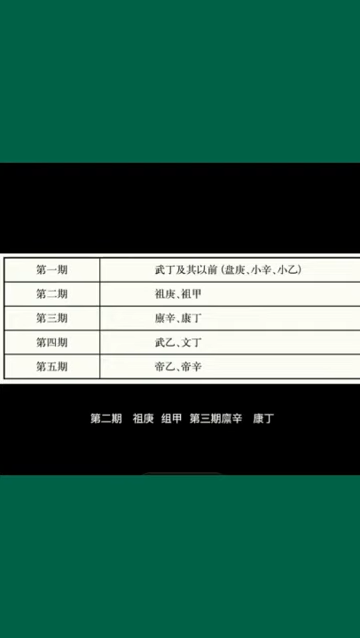 第一期 武丁及其以前(盘庚、小辛、小乙)
第二期 祖庚、祖甲
第三期 廪辛、康丁
第四期 武乙、文丁
第五期 帝乙、帝辛
第二期 祖庚 组甲 第三期廪辛 康丁